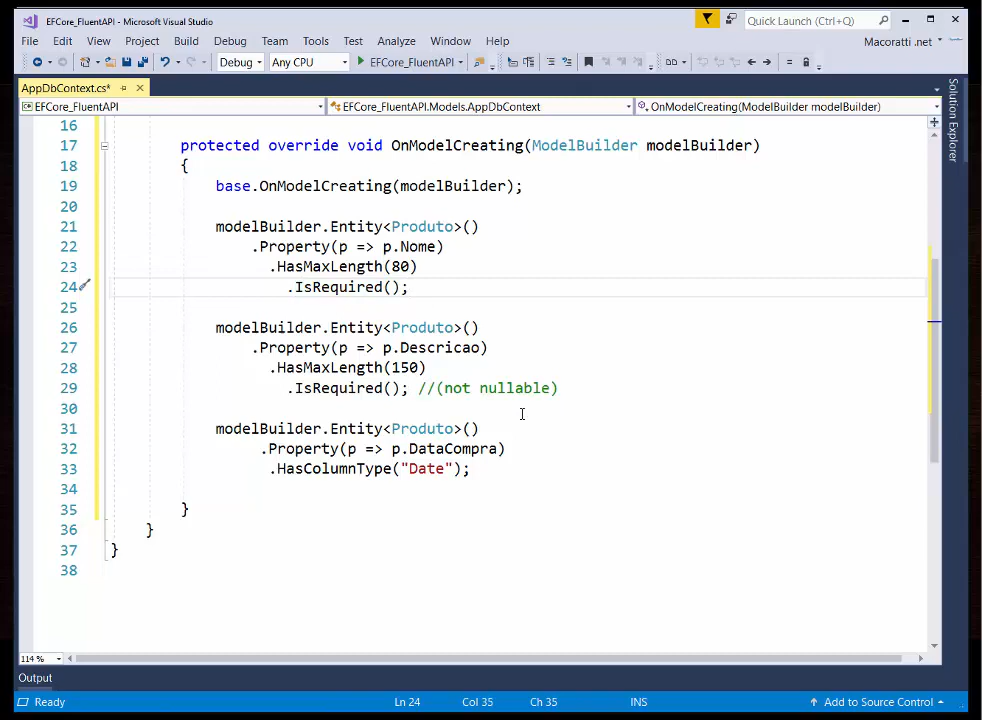 EFCore_FluentAPI - Microsoft Visual Studio
Quick Launch (Ctrl+Q)
File Edit View Project Build Debug Team Tools Test Analyze Window Help
Macoratti .net
Debug Any CPU EFCore_FluentAPI
AppDbContext.cs*
EFCore_FluentAPI EFCore_FluentAPI.Models.AppDbContext OnModelCreating(ModelBuilder modelBuilder)
Solution Explorer
16
17 protected override void OnModelCreating(ModelBuilder modelBuilder)
18 {
19 base.OnModelCreating(modelBuilder);
20
21 modelBuilder.Entity<Produto>()
22 .Property(p => p.Nome)
23 .HasMaxLength(80)
24 .IsRequired();
25
26 modelBuilder.Entity<Produto>()
27 .Property(p => p.Descricao)
28 .HasMaxLength(150)
29 .IsRequired(); //(not nullable)
30
31 modelBuilder.Entity<Produto>()
32 .Property(p => p.DataCompra)
33 .HasColumnType("Date");
34
35 }
36 }
37 }
38
114 %
Output
Ready Ln 24 Col 35 Ch 35 INS Add to Source Control